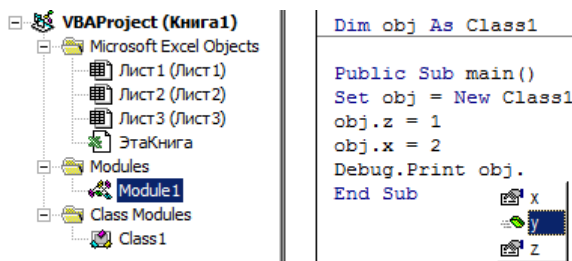 VBAProject (Книга1)
Microsoft Excel Objects
Лист1 (Лист1)
Лист2 (Лист2)
Лист3 (Лист3)
ЭтаКнига
Modules
Module1
Class Modules
Class1
Dim obj As Class1
Public Sub main()
Set obj = New Class1
obj.z = 1
obj.x = 2
Debug.Print obj.
End Sub
x
y
z